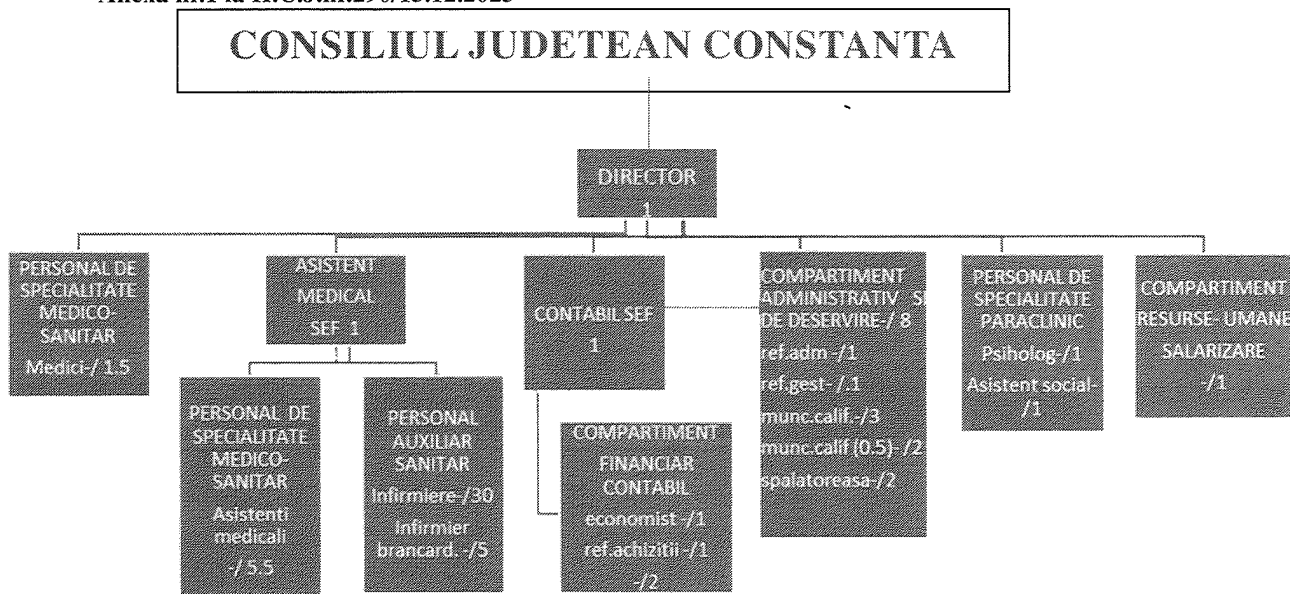 CONSILIUL JUDETEAN CONSTANTA
DIRECTOR
1
PERSONAL DE
SPECIALITATE
MEDICO-
SANITAR
Medici-/ 1.5
ASISTENT
MEDICAL
SEF 1
PERSONAL DE
SPECIALITATE
MEDICO-
SANITAR
Asistenti
medicali
-/ 5.5
PERSONAL
AUXILIAR
SANITAR
Infirmiere-/30
Infirmier
brancard. -/5
CONTABIL SEF
1
COMPARTIMENT
FINANCIAR
CONTABIL
economist -/1
ref.achizitii -/1
-/2
COMPARTIMENT
ADMINISTRATIV SI
DE DESERVIRE-/ 8
ref.adm -/1
ref.gest- /.1
munc.calif.-/3
munc.calif (0.5)-/2
spalatoreasa-/2
PERSONAL DE
SPECIALITATE
PARACLINIC
Psiholog-/1
Asistent social-
/1
COMPARTIMENT
RESURSE- UMANE
SALARIZARE
-/1